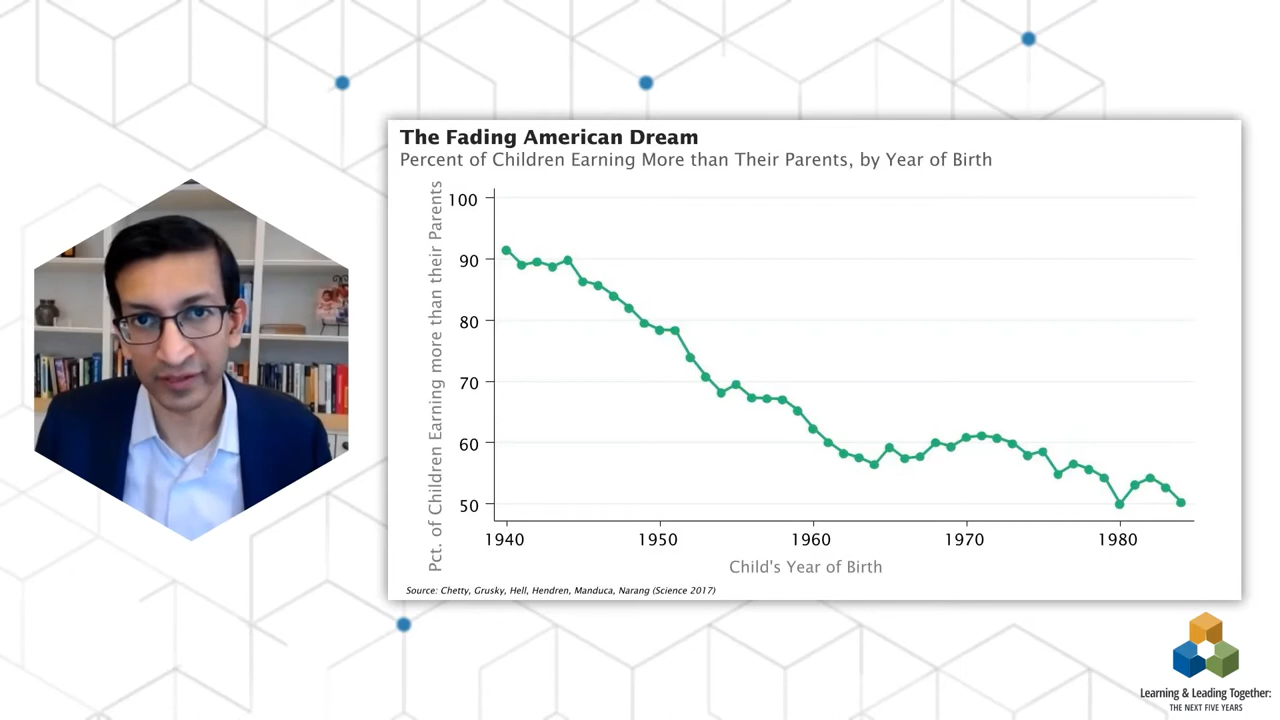 The Fading American Dream
Percent of Children Earning More than Their Parents, by Year of Birth
Pct. of Children Earning more than their Parents
100
90
80
70
60
50
1940 1950 1960 1970 1980
Child's Year of Birth
Source: Chetty, Grusky, Hell, Hendren, Manduca, Narang (Science 2017)
Learning & Leading Together:
THE NEXT FIVE YEARS